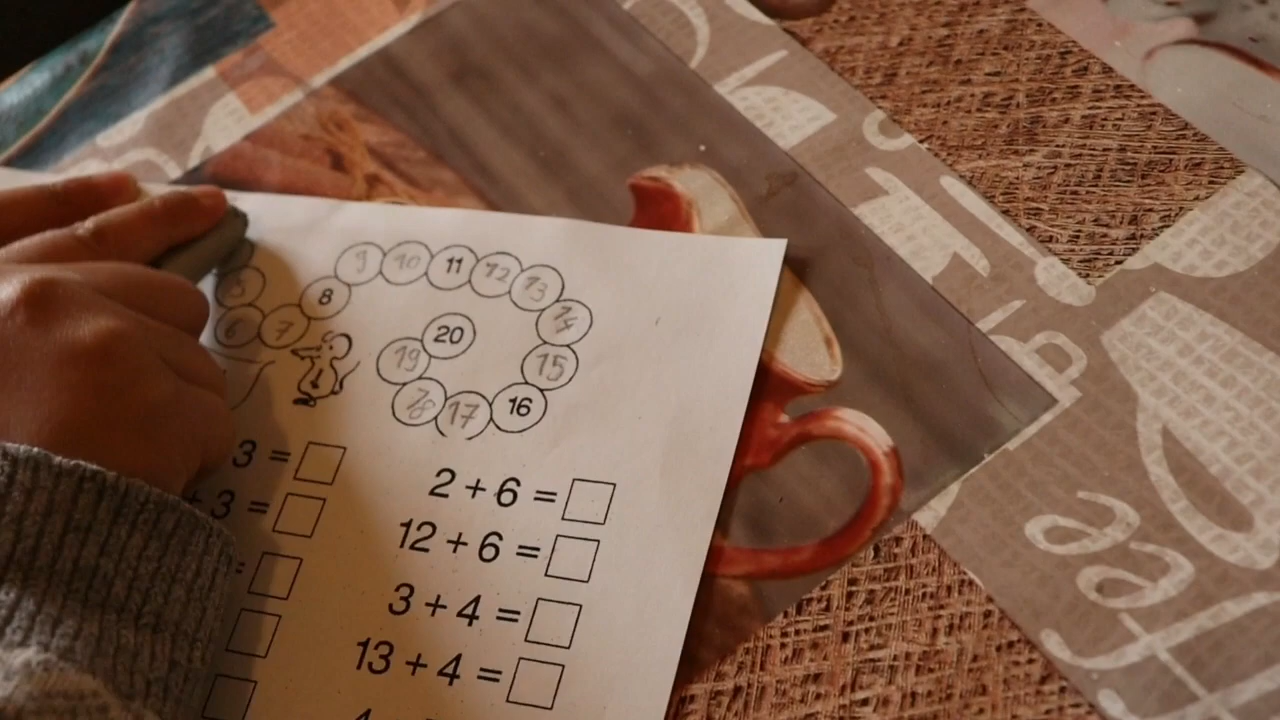 5 6 7 8 9 10 11 12 13 14 15 16 17 18 19 20
3 =
+ 3 =
=
2 + 6 =
12 + 6 =
3 + 4 =
13 + 4 =